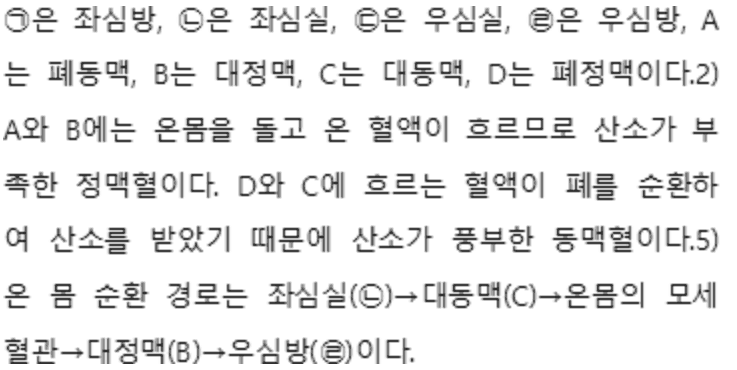 ㉠은 좌심방, ㉡은 좌심실, ㉢은 우심실, ㉣은 우심방, A
는 폐동맥, B는 대정맥, C는 대동맥, D는 폐정맥이다.2)
A와 B에는 온몸을 돌고 온 혈액이 흐르므로 산소가 부
족한 정맥혈이다. D와 C에 흐르는 혈액이 폐를 순환하
여 산소를 받았기 때문에 산소가 풍부한 동맥혈이다.5)
온 몸 순환 경로는 좌심실(㉡)→대동맥(C)→온몸의 모세
혈관→대정맥(B)→우심방(㉣)이다.